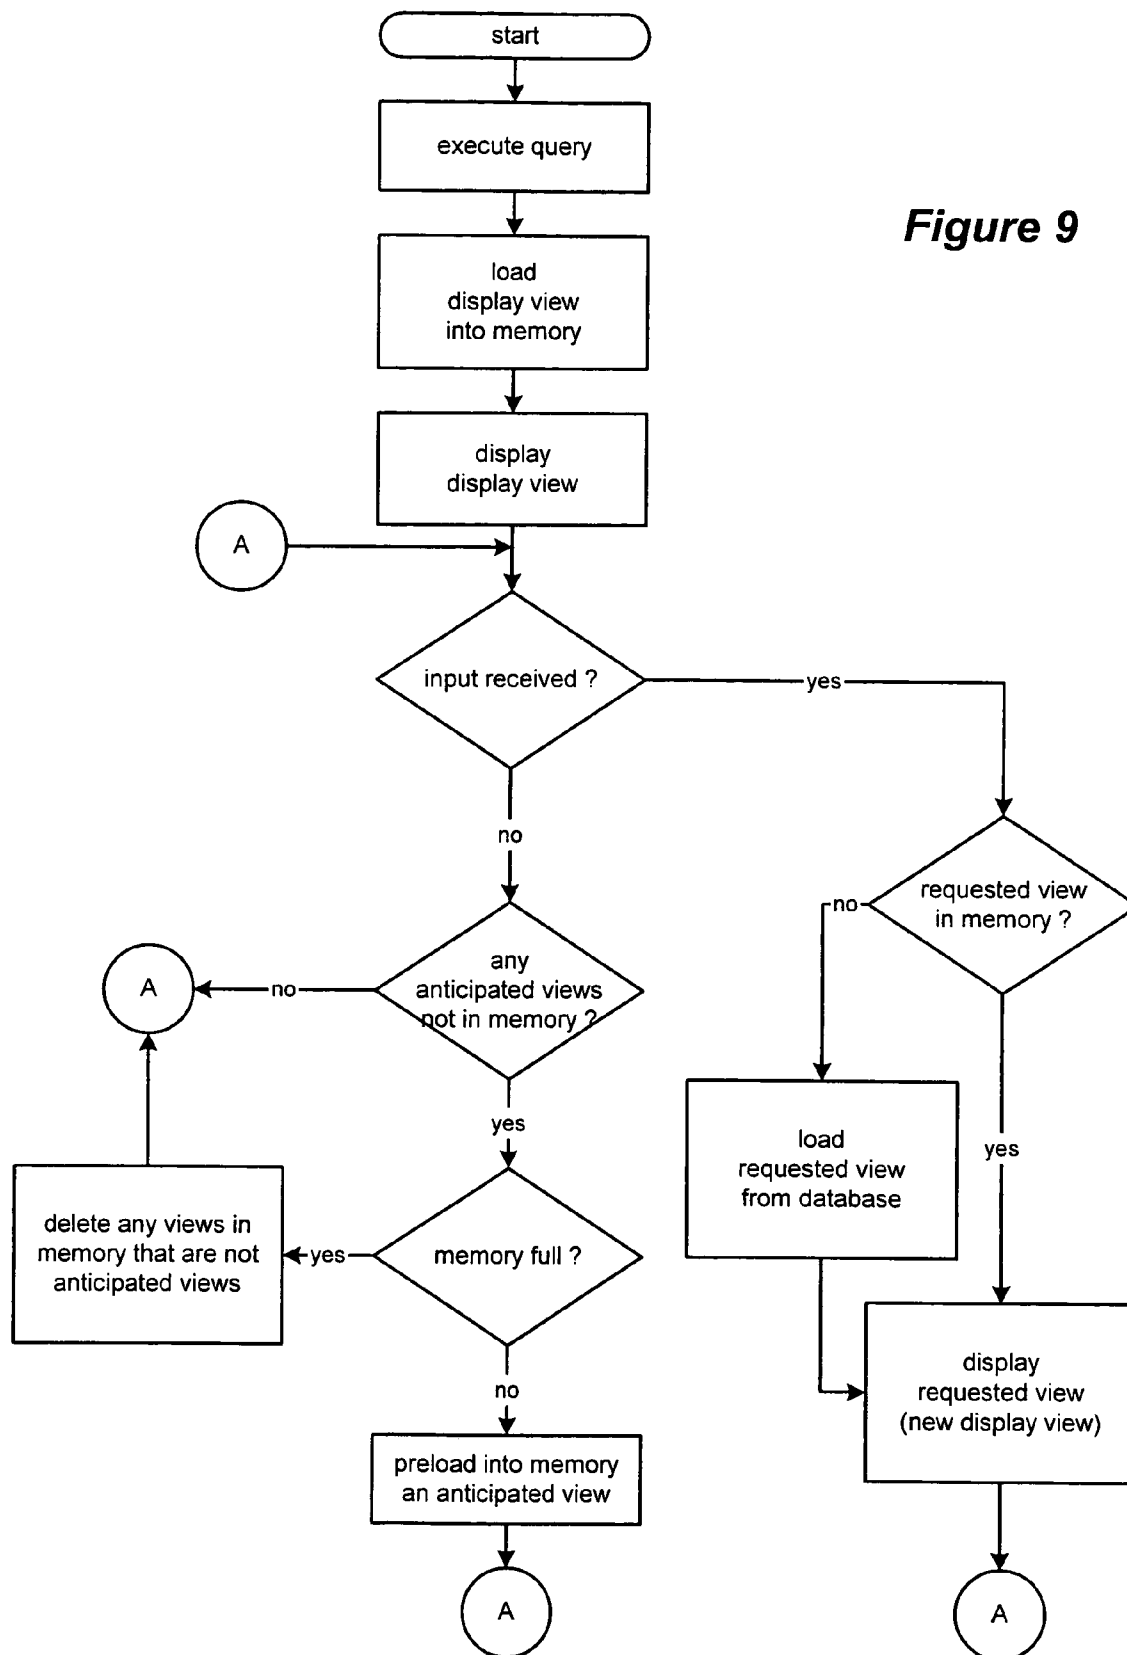 start
execute query
Figure 9
load
display view
into memory
display
display view
A
input received ?
yes
no
requested view
in memory ?
no
any
anticipated views
not in memory ?
no
A
yes
load
requested view
from database
yes
delete any views in
memory that are not
anticipated views
yes
memory full ?
no
display
requested view
(new display view)
preload into memory
an anticipated view
A
A